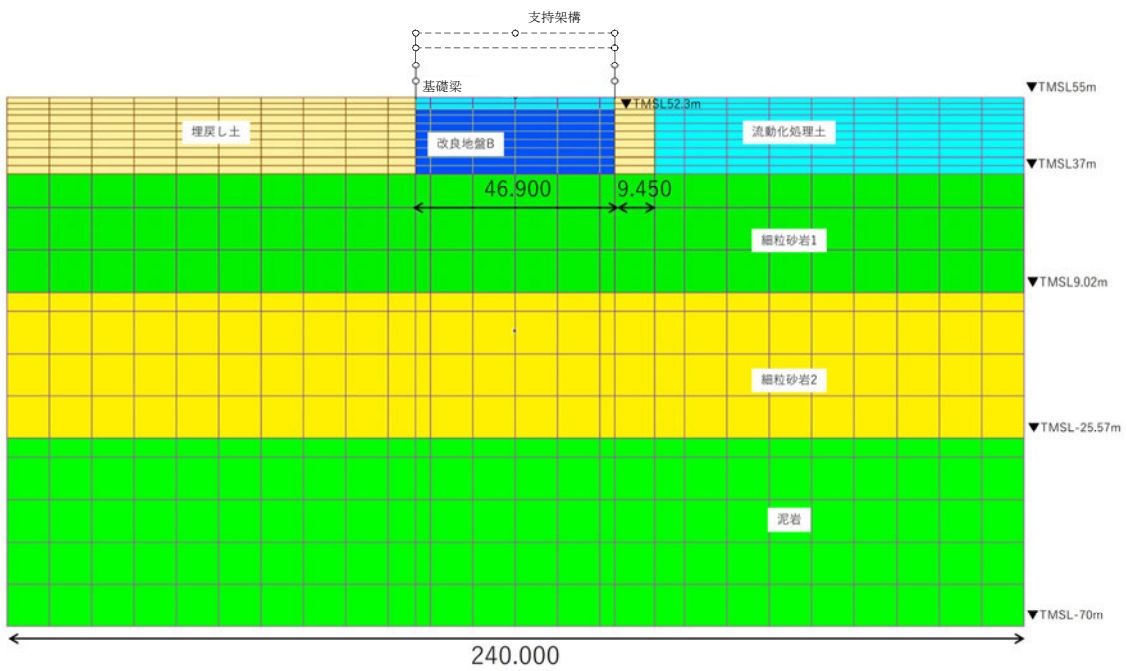 支持架構
基礎梁
▼TMSL55m
▼TMSL52.3m
埋戻し土
改良地盤B
流動化処理土
▼TMSL37m
46.900
9.450
細粒砂岩1
▼TMSL9.02m
細粒砂岩2
▼TMSL-25.57m
泥岩
▼TMSL-70m
240.000